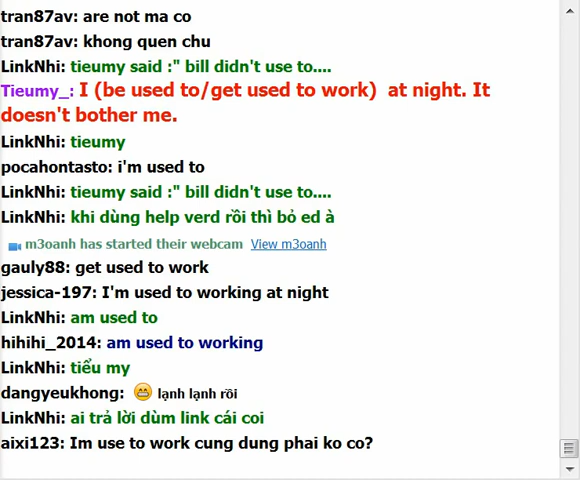 tran87av: are not ma co
tran87av: khong quen chu
LinkNhi: tieumy said :" bill didn't use to....
Tieumy_: I (be used to/get used to work)  at night. It
doesn't bother me.
LinkNhi: tieumy
pocahontasto: i'm used to
LinkNhi: tieumy said :" bill didn't use to....
LinkNhi: khi dùng help verd rồi thì bỏ ed à
m3oanh has started their webcam  View m3oanh
gauly88: get used to work
jessica-197: I'm used to working at night
LinkNhi: am used to
hihihi_2014: am used to working
LinkNhi: tiểu my
dangyeukhong: 😁 lạnh lạnh rồi
LinkNhi: ai trả lời dùm link cái coi
aixi123: Im use to work cung dung phai ko co?